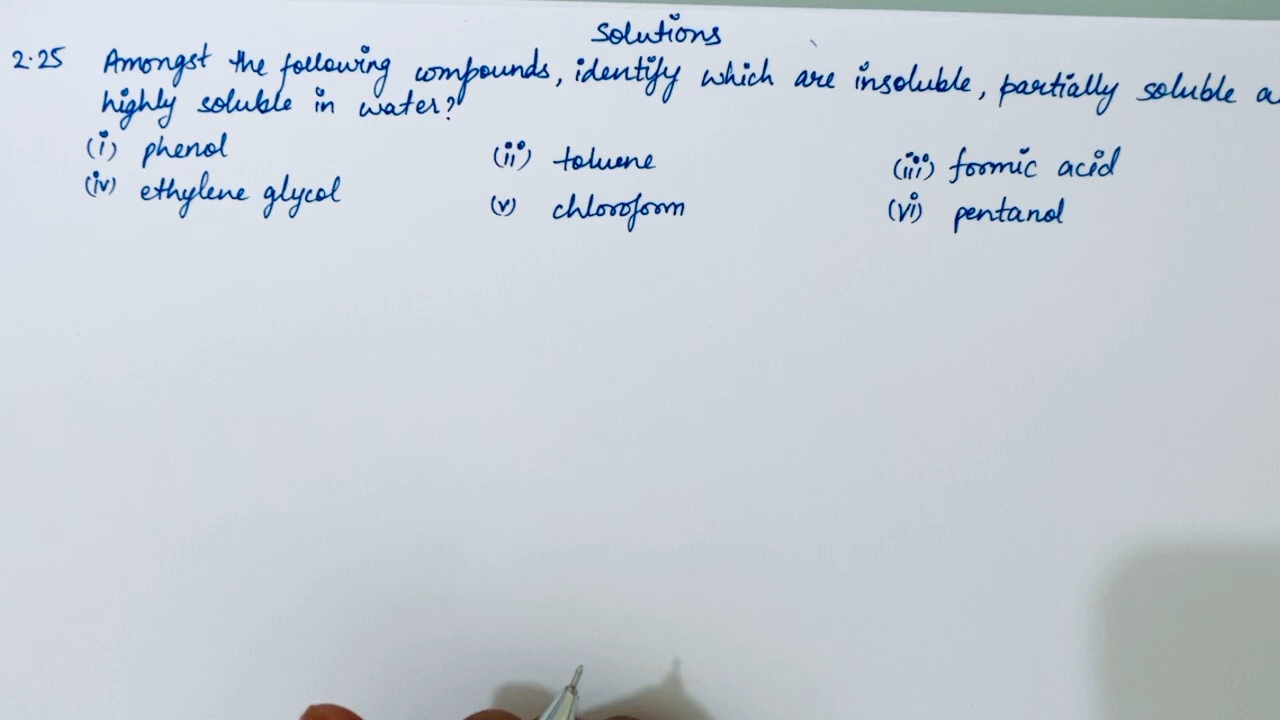 Solutions
2.25 Amongst the following compounds, identify which are insoluble, partially soluble a
highly soluble in water?
(i) phenol (ii) toluene (iii) formic acid
(iv) ethylene glycol (v) chloroform (vi) pentanol